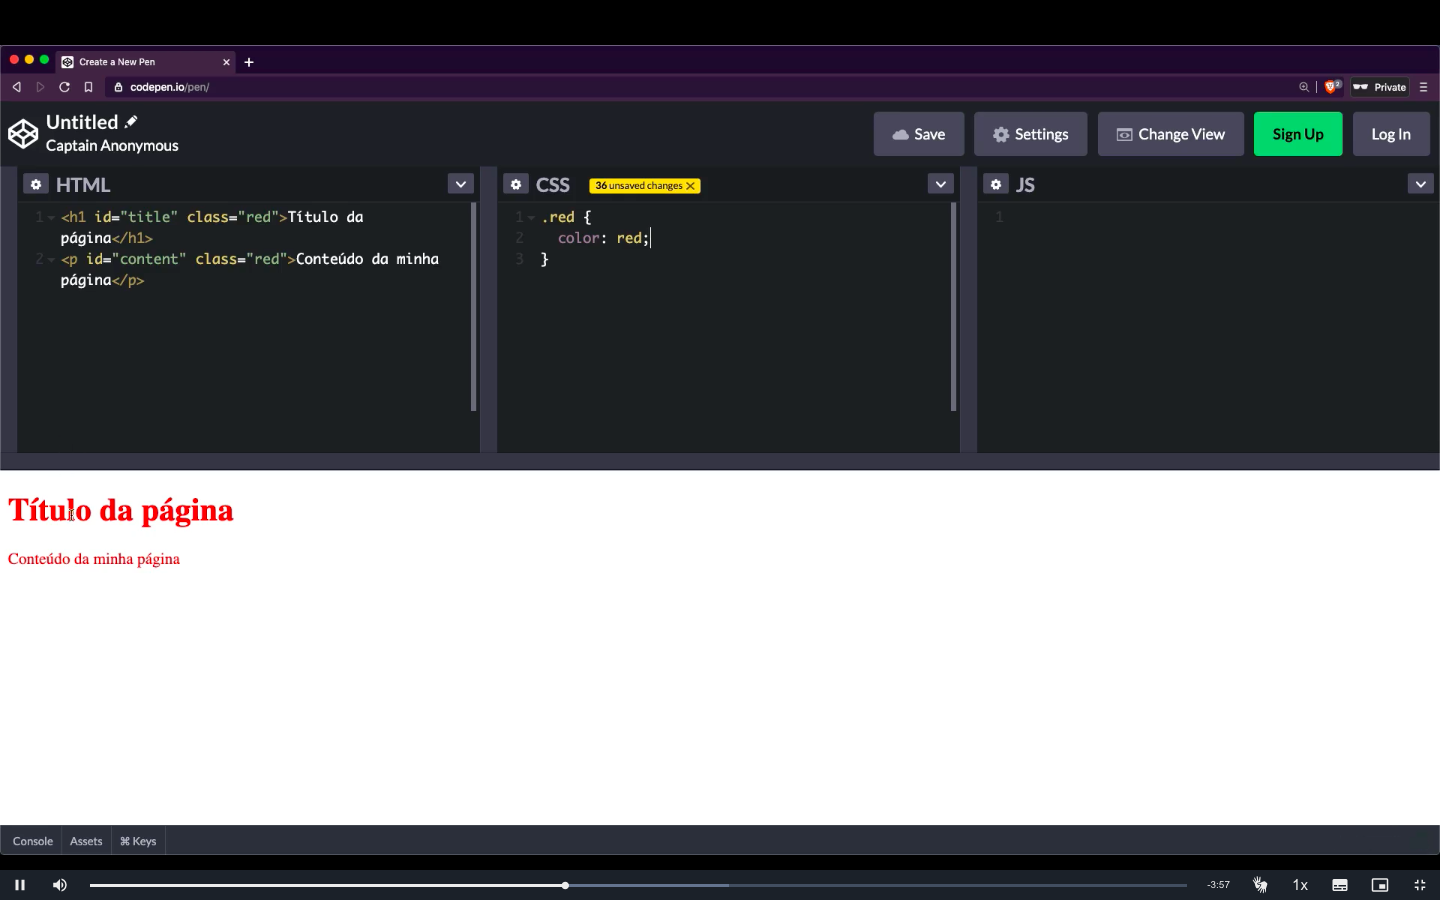 Create a New Pen
codepen.io/pen/
2
Private
Untitled
Captain Anonymous
Save
Settings
Change View
Sign Up
Log In
HTML
1 <h1 id="title" class="red">Título da
página</h1>
2 <p id="content" class="red">Conteúdo da minha
página</p>
CSS
36 unsaved changes X
1 .red {
2 color: red;
3 }
JS
1
Título da página
Conteúdo da minha página
Console
Assets
⌘ Keys
-3:57
1x